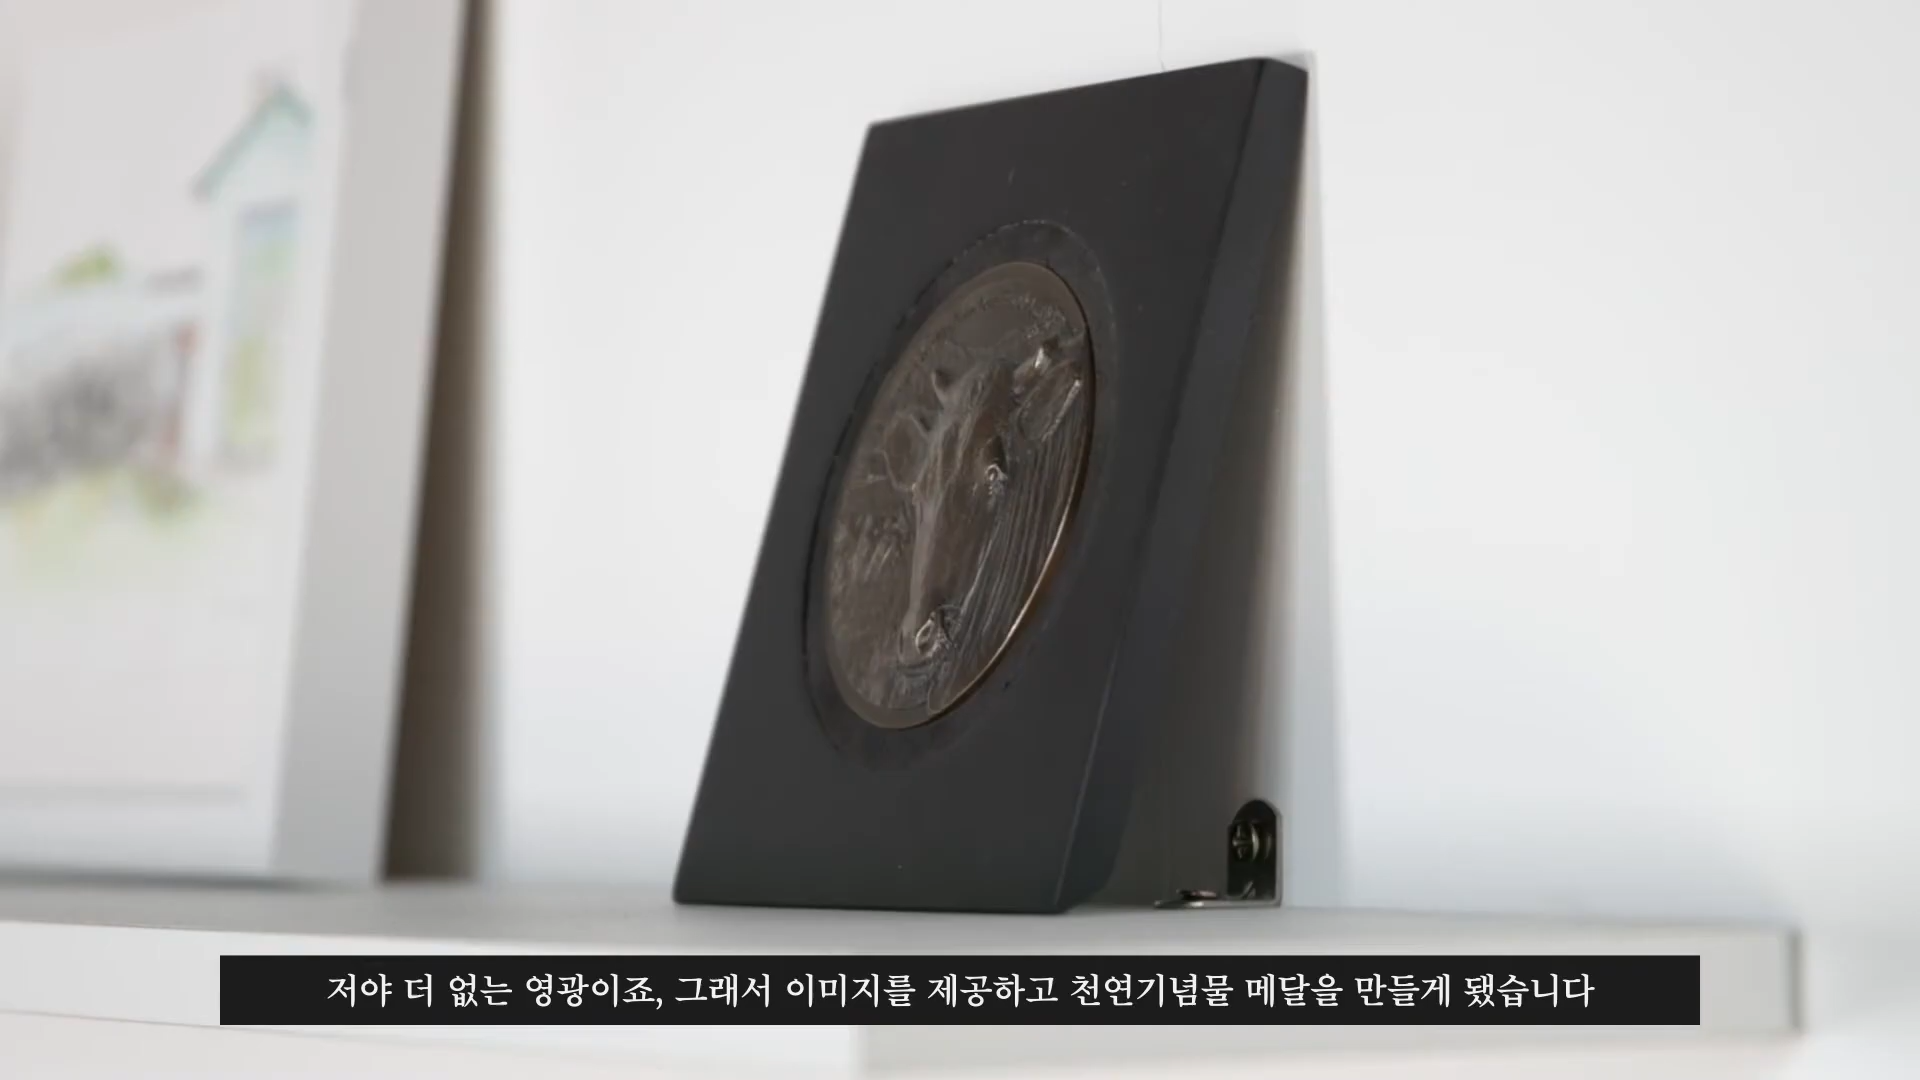 저야 더 없는 영광이죠, 그래서 이미지를 제공하고 천연기념물 메달을 만들게 됐습니다